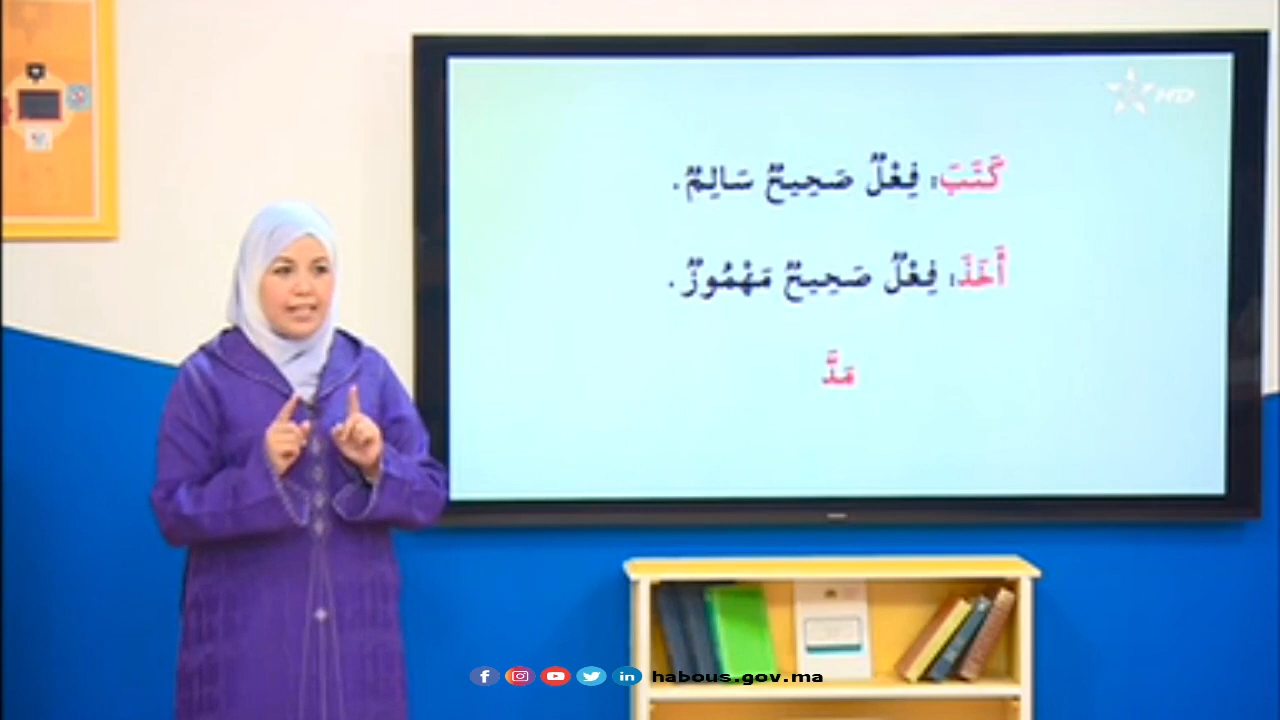 HD
كَتَبَ: فِعْلٌ صَحِيحٌ سَالِمٌ.
أَخَذَ: فِعْلٌ صَحِيحٌ مَهْمُوزٌ.
مَدَّ
habous.gov.ma